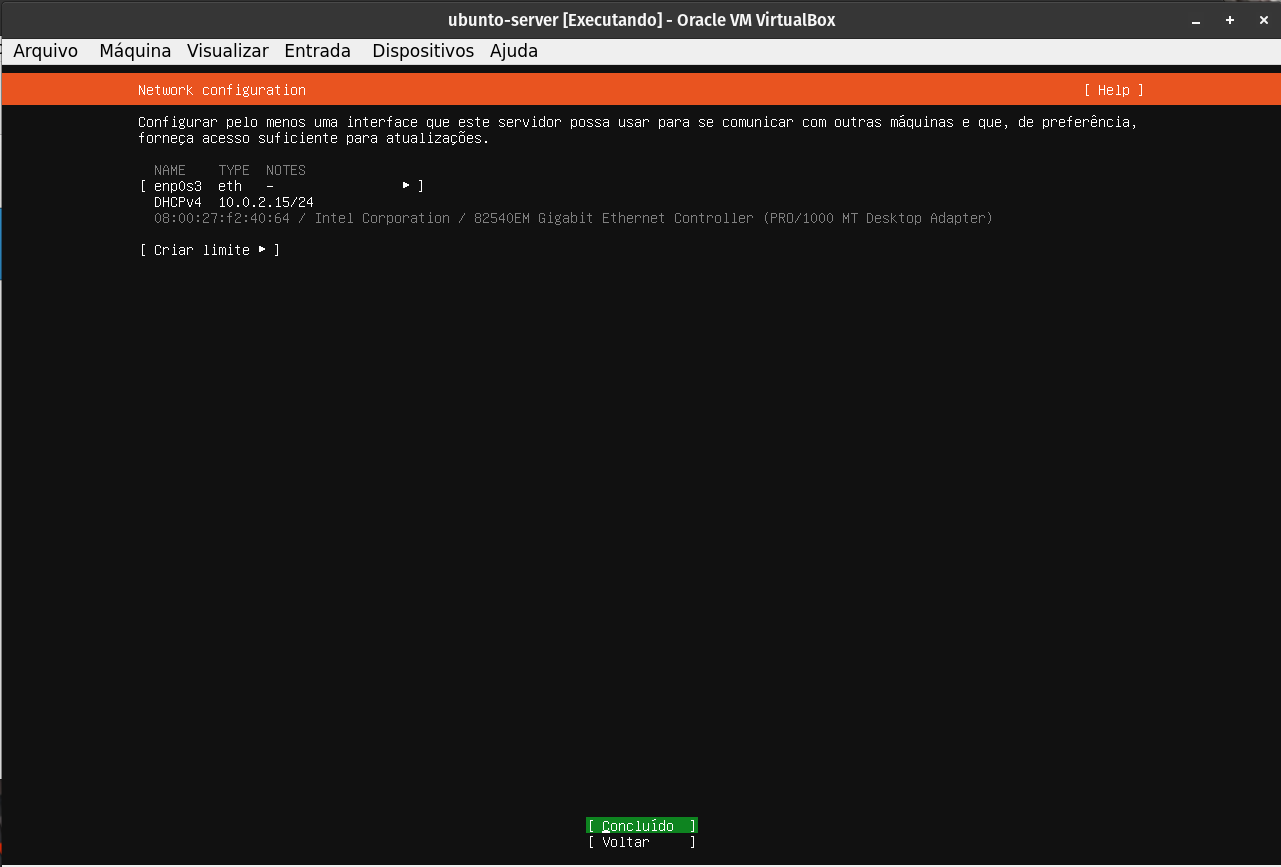 ubunto-server [Executando] - Oracle VM VirtualBox
Arquivo Máquina Visualizar Entrada Dispositivos Ajuda
Network configuration [ Help ]
Configurar pelo menos uma interface que este servidor possa usar para se comunicar com outras máquinas e que, de preferência,
forneça acesso suficiente para atualizações.
NAME TYPE NOTES
[ enp0s3 eth – ▸ ]
DHCPv4 10.0.2.15/24
08:00:27:f2:40:64 / Intel Corporation / 82540EM Gigabit Ethernet Controller (PRO/1000 MT Desktop Adapter)
[ Criar limite ▸ ]
[ Concluído ]
[ Voltar ]